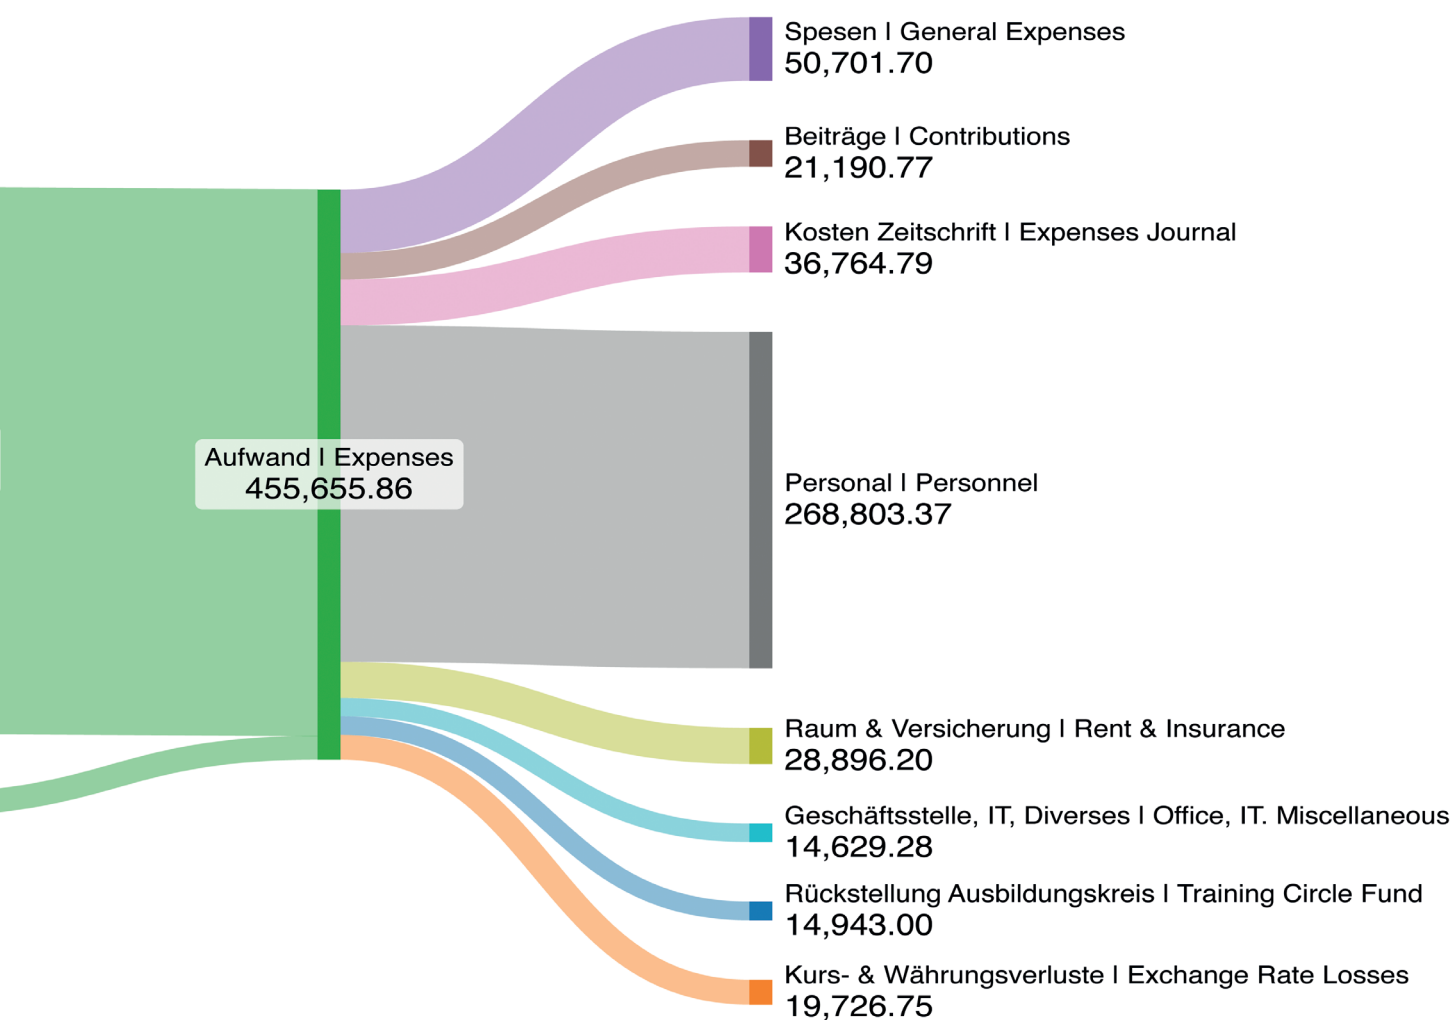 Spesen | General Expenses
50,701.70
Beiträge | Contributions
21,190.77
Kosten Zeitschrift | Expenses Journal
36,764.79
Aufwand | Expenses
455,655.86
Personal | Personnel
268,803.37
Raum & Versicherung | Rent & Insurance
28,896.20
Geschäftsstelle, IT, Diverses | Office, IT. Miscellaneous
14,629.28
Rückstellung Ausbildungskreis | Training Circle Fund
14,943.00
Kurs- & Währungsverluste | Exchange Rate Losses
19,726.75